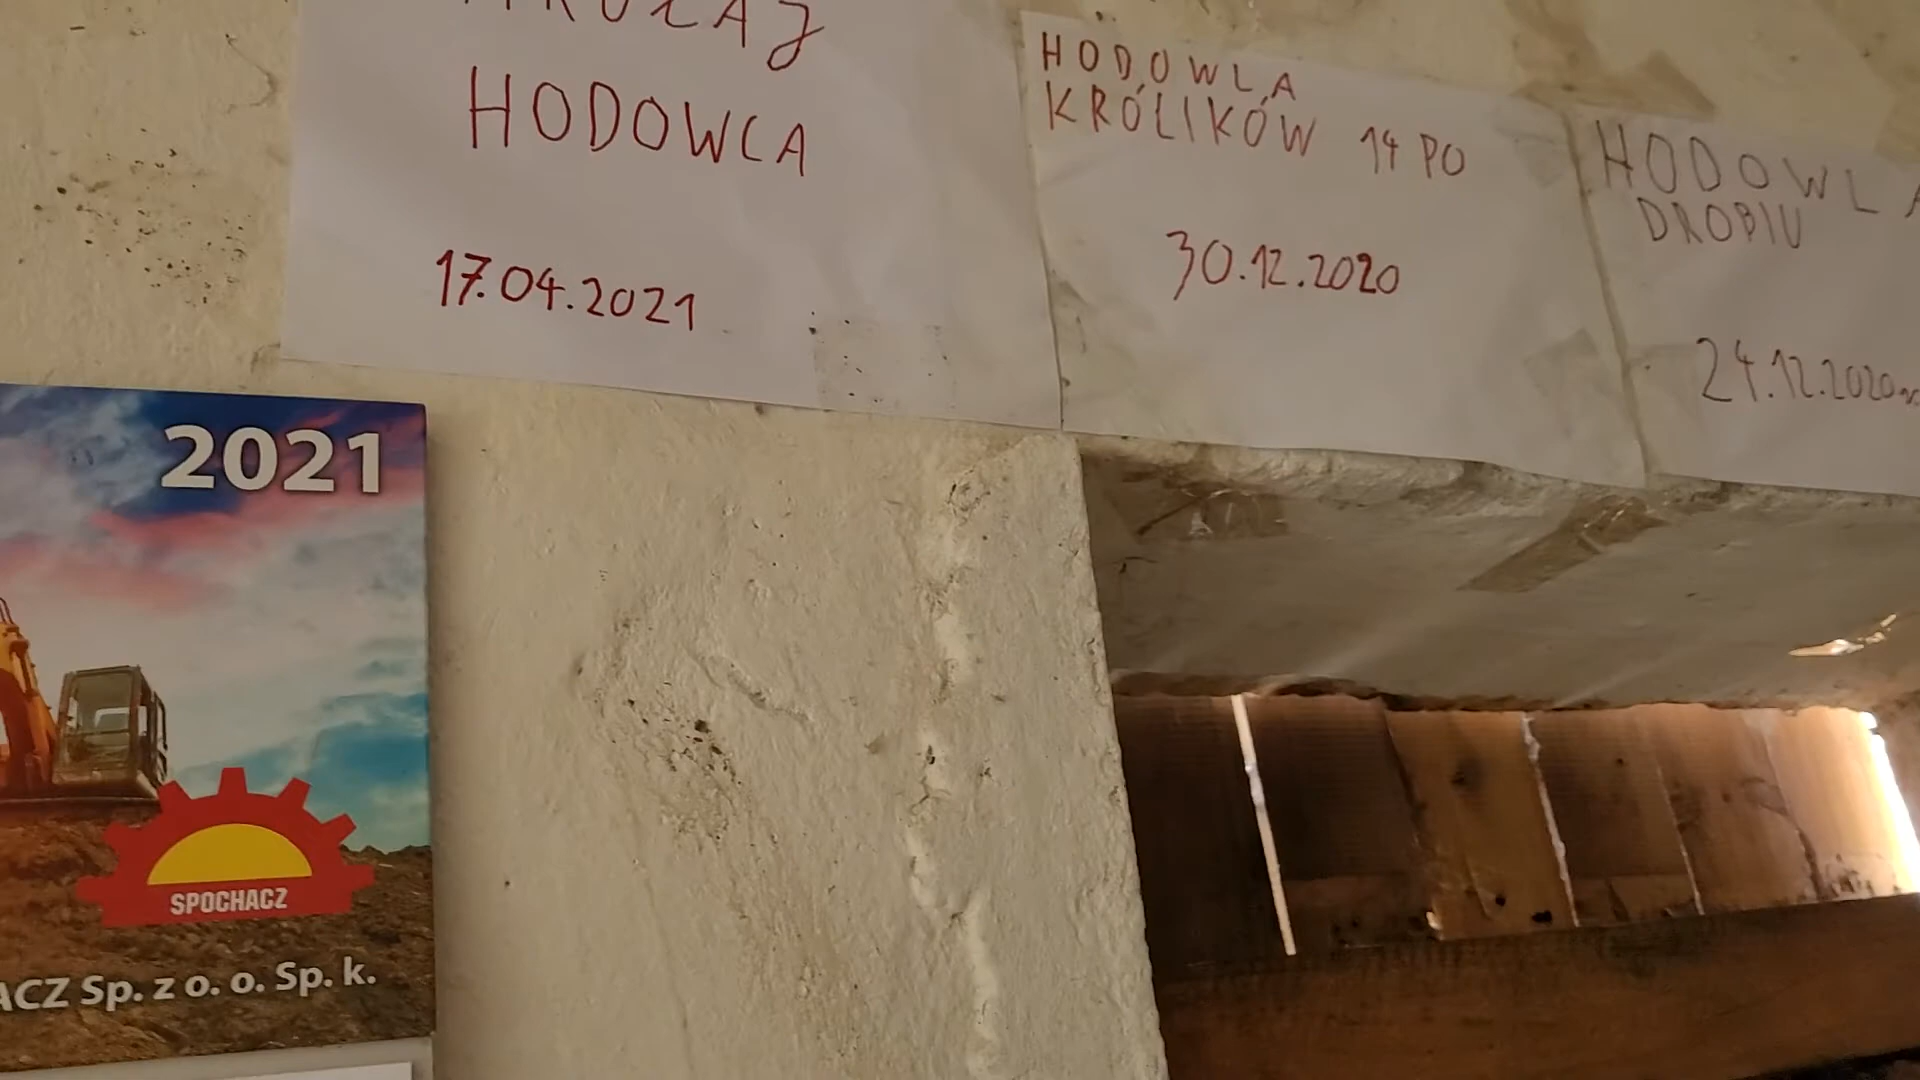 HODOWCA
17.04.2021
HODOWLA
KRÓLIKÓW 14 PO
30.12.2020
HODOWLA
DROBIU
24.12.2020
2021
SPOCHACZ
ACZ Sp. z o. o. Sp. k.